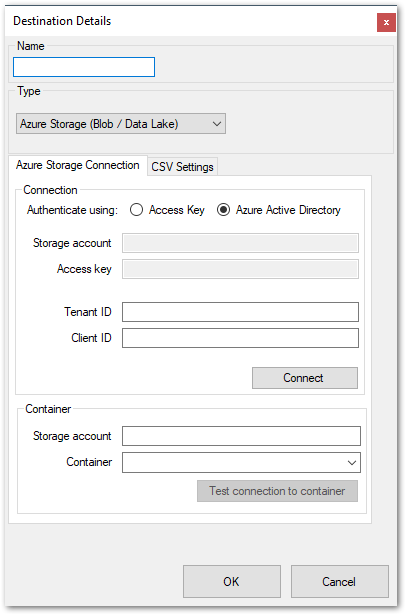 Destination Details
x
Name
Type
Azure Storage (Blob / Data Lake)
Azure Storage Connection CSV Settings
Connection
Authenticate using: Access Key Azure Active Directory
Storage account
Access key
Tenant ID
Client ID
Connect
Container
Storage account
Container
Test connection to container
OK Cancel